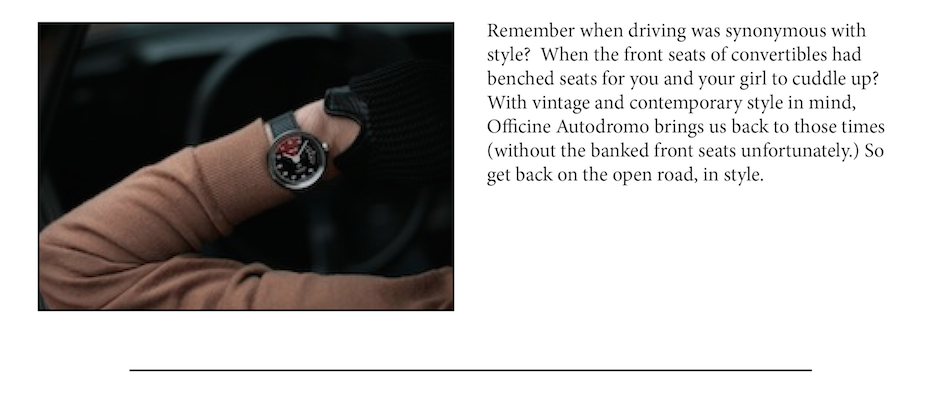 Remember when driving was synonymous with
style?  When the front seats of convertibles had
benched seats for you and your girl to cuddle up?
With vintage and contemporary style in mind,
Officine Autodromo brings us back to those times
(without the banked front seats unfortunately.) So
get back on the open road, in style.